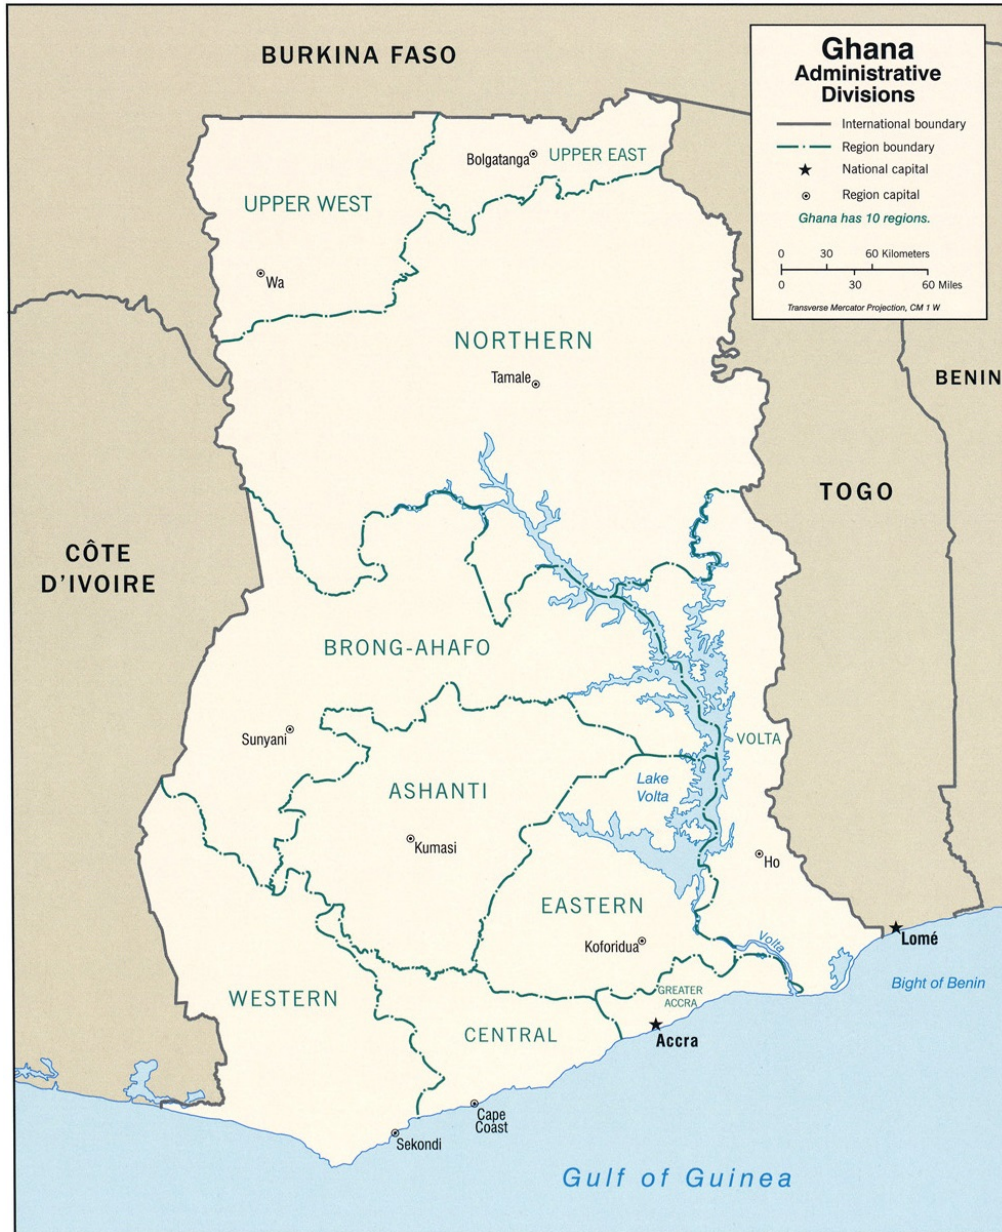 BURKINA FASO
Ghana
Administrative
Divisions
International boundary
Region boundary
National capital
Region capital
Ghana has 10 regions.
0 30 60 Kilometers
0 30 60 Miles
Transverse Mercator Projection, CM 1 W
Bolgatanga
UPPER EAST
UPPER WEST
Wa
NORTHERN
Tamale
BENIN
TOGO
CÔTE
D'IVOIRE
BRONG-AHAFO
Sunyani
VOLTA
ASHANTI
Lake
Volta
Kumasi
Ho
EASTERN
Koforidua
Volta
Lomé
Bight of Benin
WESTERN
GREATER
ACCRA
CENTRAL
Accra
Cape
Coast
Sekondi
Gulf of Guinea